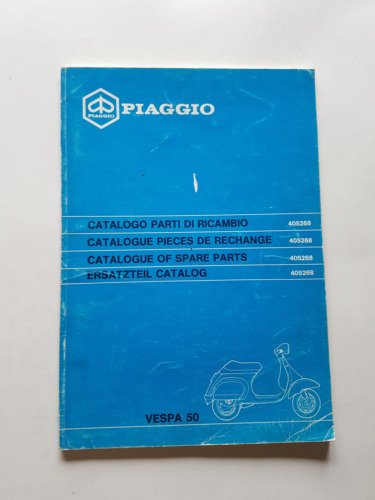 PIAGGIO
PIAGGIO
CATALOGO PARTI DI RICAMBIO 405268
CATALOGUE PIECES DE RECHANGE 405268
CATALOGUE OF SPARE PARTS 405268
ERSATZTEIL CATALOG 405268
VESPA 50